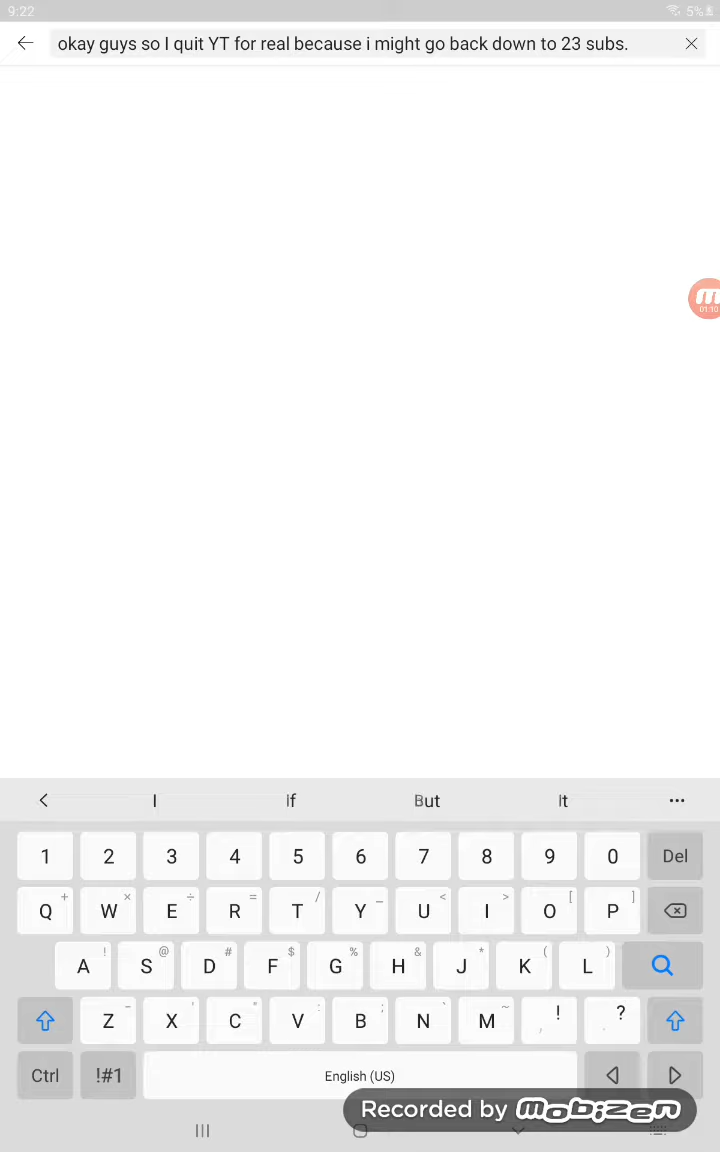 9:22 5%
okay guys so I quit YT for real because i might go back down to 23 subs.
01:10
I If But It
1 2 3 4 5 6 7 8 9 0 Del
Q + W × E ÷ R = T / Y _ U < I > O [ P ]
A ! S @ D # F $ G % H & J * K ( L )
Z - X ' C " V : B ; N ` M ~ , ! . ?
Ctrl !#1 English (US)
Recorded by mobizen